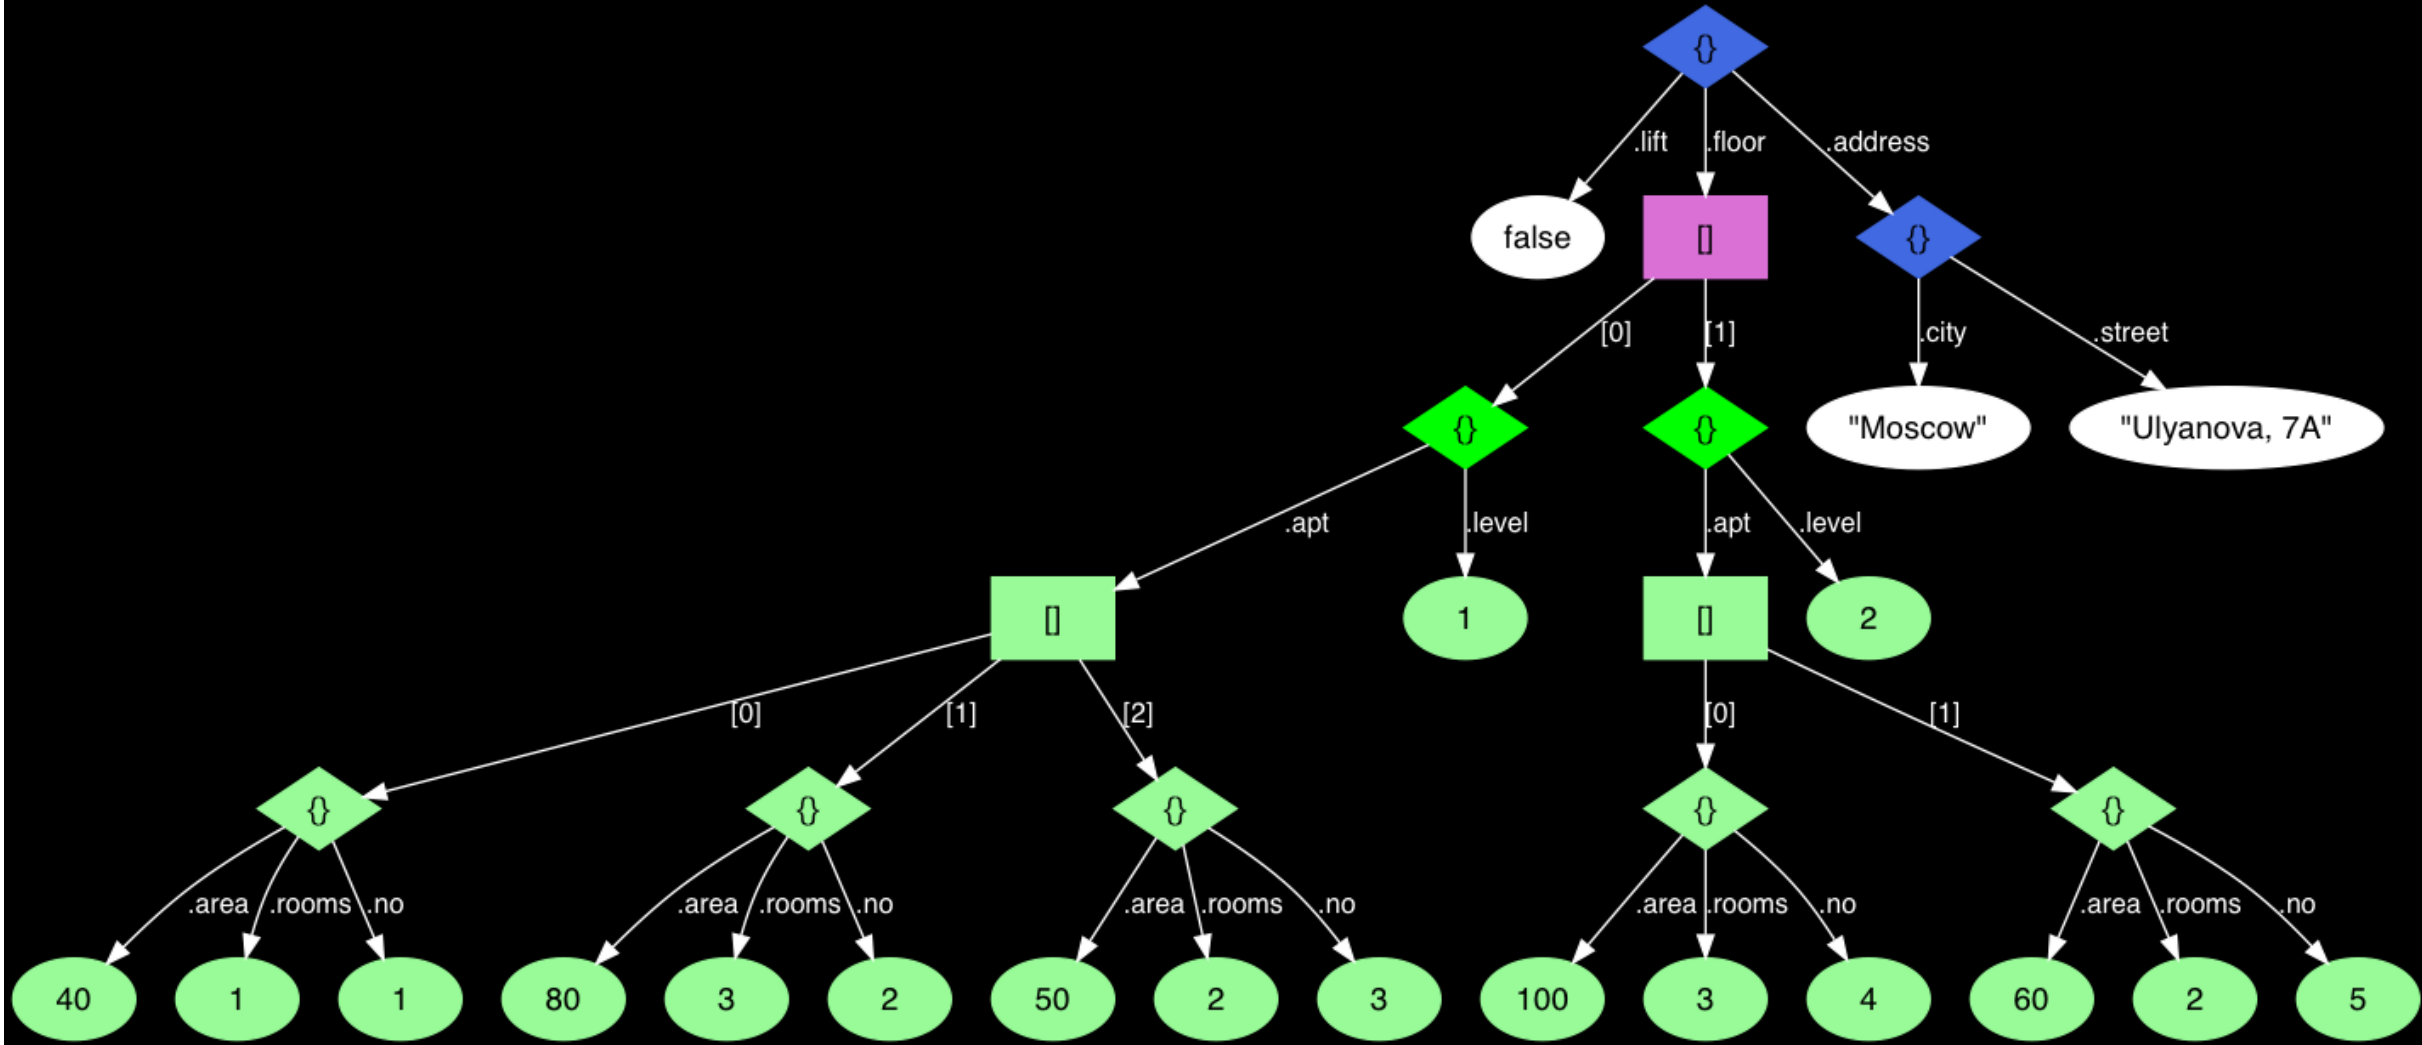 {}
.lift .floor .address
false [] {}
[0] [1] .city .street
{} {} "Moscow" "Ulyanova, 7A"
.apt .level .apt .level
[] 1 [] 2
[0] [1] [2] [0] [1]
{} {} {} {} {}
.area .rooms .no .area .rooms .no .area .rooms .no .area .rooms .no .area .rooms .no
40 1 1 80 3 2 50 2 3 100 3 4 60 2 5